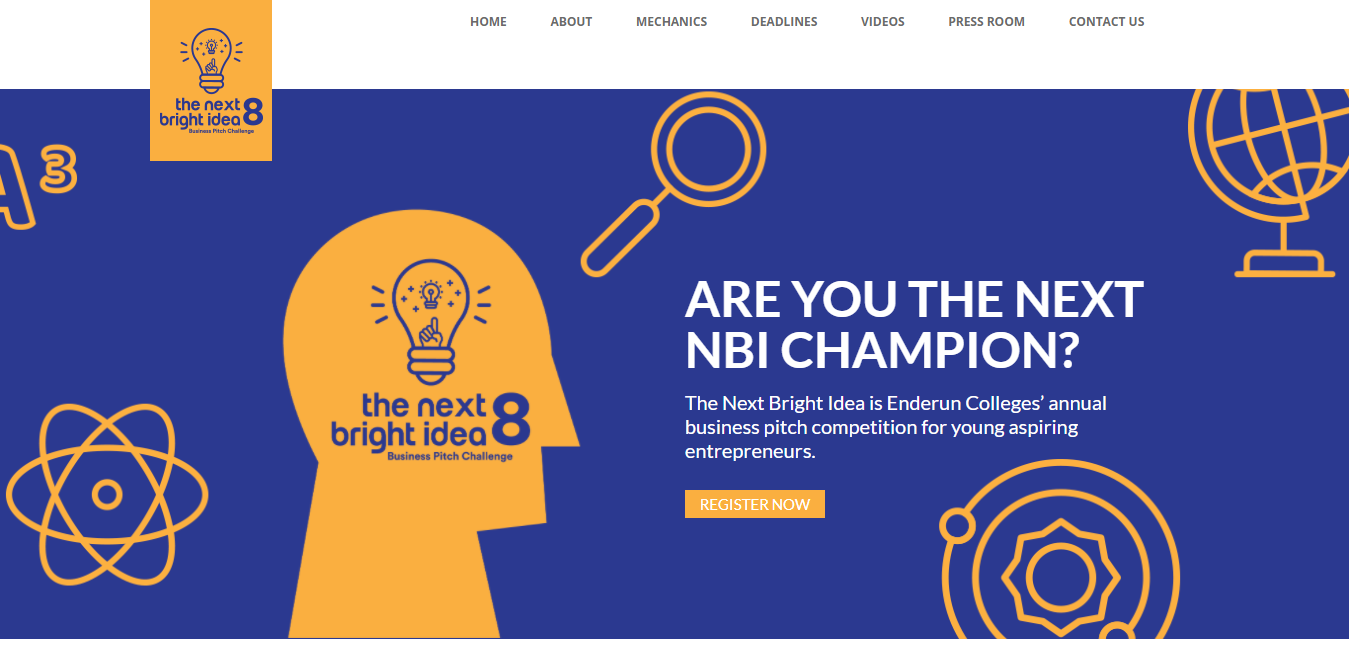 HOME ABOUT MECHANICS DEADLINES VIDEOS PRESS ROOM CONTACT US
the next
bright idea 8
Business Pitch Challenge
A³
the next
bright idea 8
Business Pitch Challenge
ARE YOU THE NEXT
NBI CHAMPION?
The Next Bright Idea is Enderun Colleges’ annual
business pitch competition for young aspiring
entrepreneurs.
REGISTER NOW